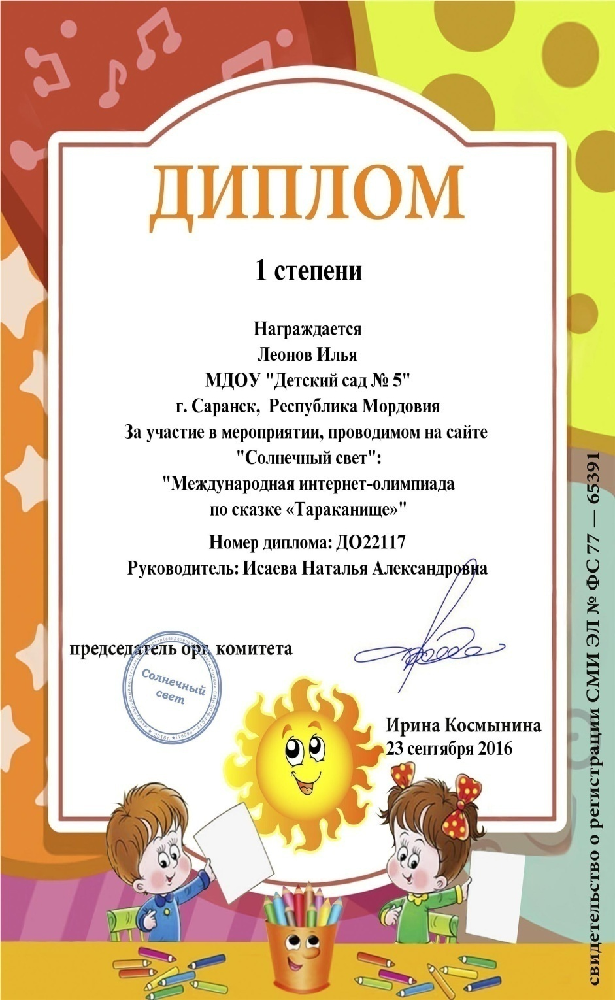 ДИПЛОМ
1 степени
Награждается
Леонов Илья
МДОУ "Детский сад № 5"
г. Саранск, Республика Мордовия
За участие в мероприятии, проводимом на сайте
"Солнечный свет":
"Международная интернет-олимпиада
по сказке «Тараканище»"
Номер диплома: ДО22117
Руководитель: Исаева Наталья Александровна
председатель орг. комитета
Солнечный
свет
Ирина Космынина
23 сентября 2016
свидетельство о регистрации СМИ ЭЛ № ФС 77 — 65391